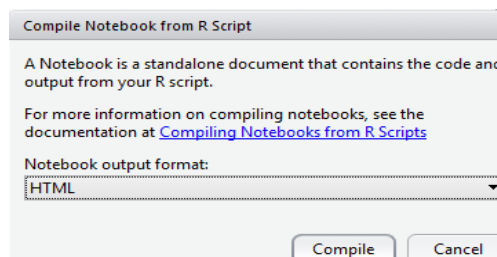 Compile Notebook from R Script
A Notebook is a standalone document that contains the code and
output from your R script.
For more information on compiling notebooks, see the
documentation at Compiling Notebooks from R Scripts
Notebook output format:
HTML
Compile Cancel